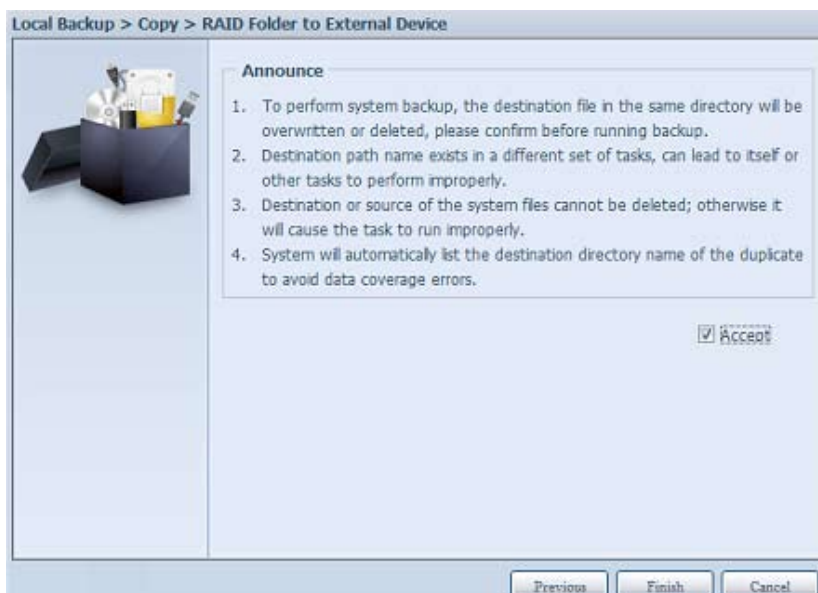 Local Backup > Copy > RAID Folder to External Device
Announce
1. To perform system backup, the destination file in the same directory will be
overwritten or deleted, please confirm before running backup.
2. Destination path name exists in a different set of tasks, can lead to itself or
other tasks to perform improperly.
3. Destination or source of the system files cannot be deleted; otherwise it
will cause the task to run improperly.
4. System will automatically list the destination directory name of the duplicate
to avoid data coverage errors.
Accept
Previous Finish Cancel